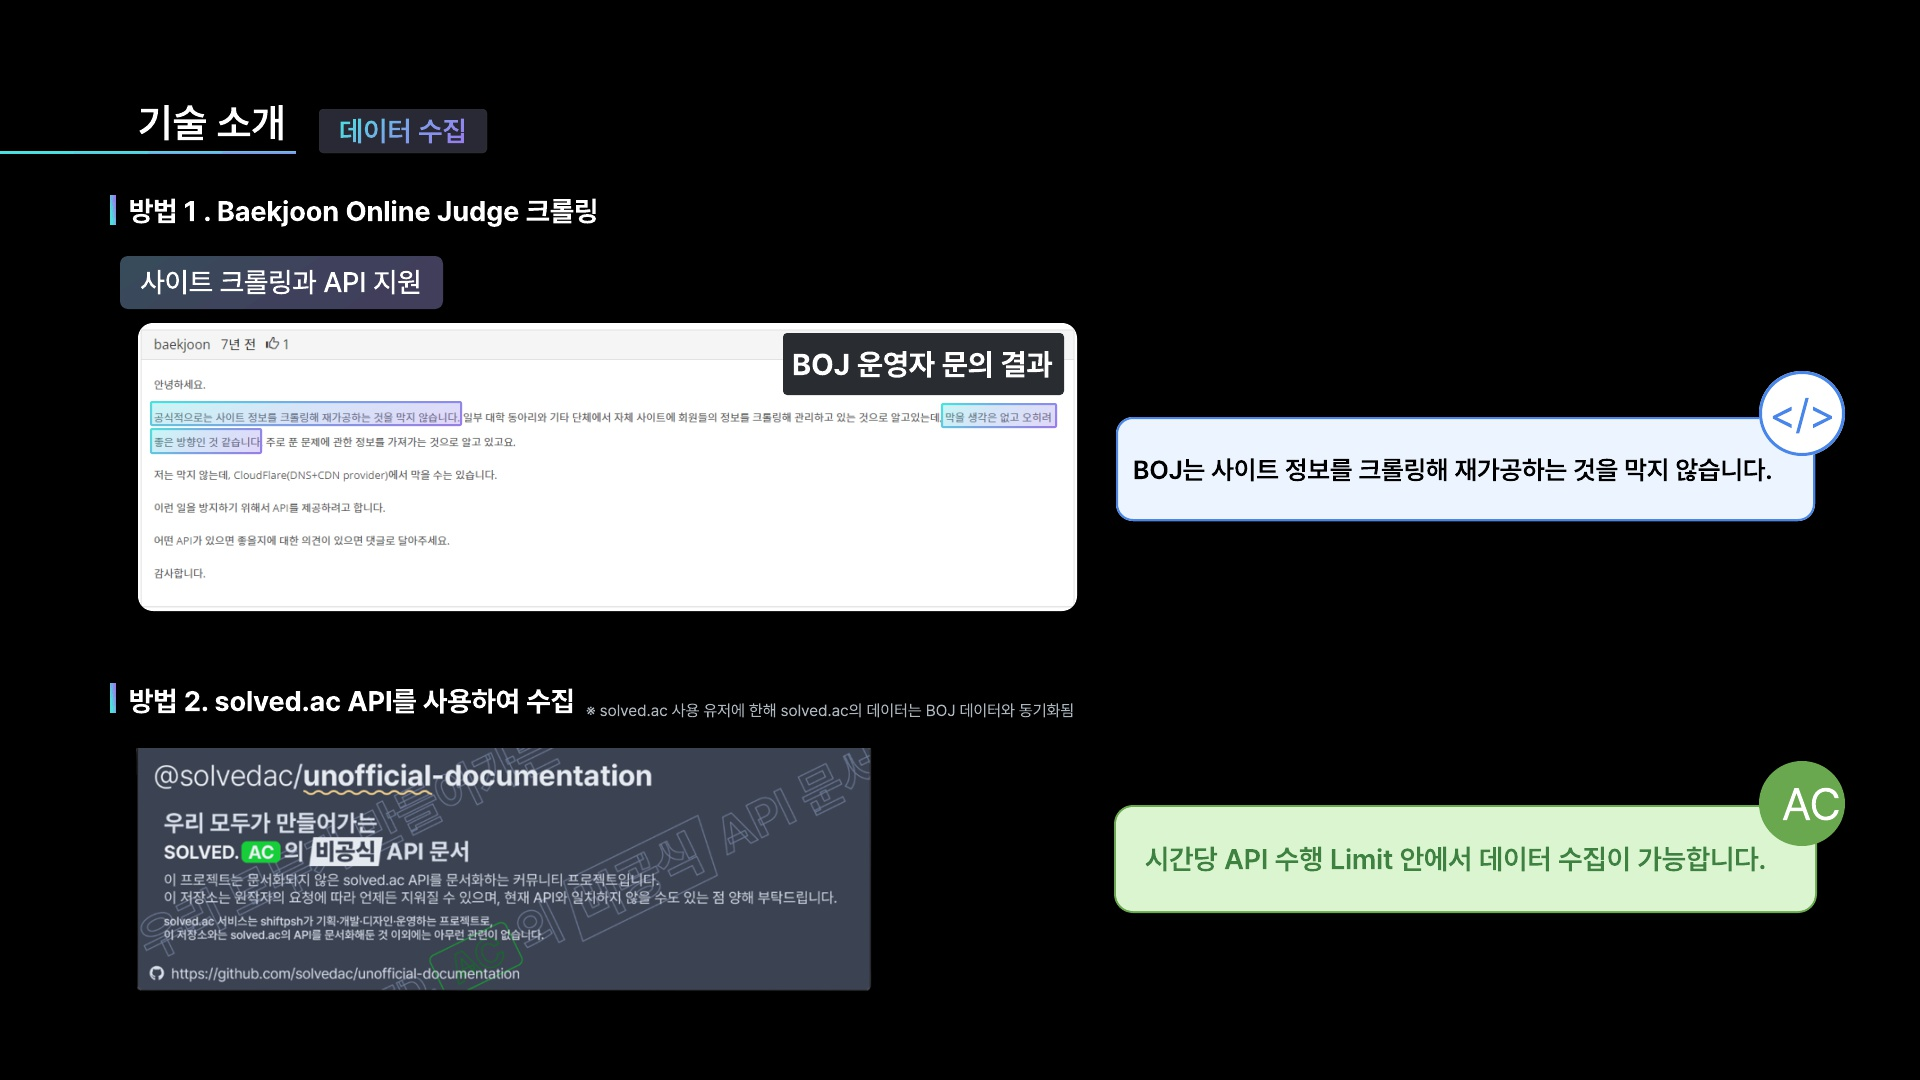 기술 소개
데이터 수집
방법 1 . Baekjoon Online Judge 크롤링
사이트 크롤링과 API 지원
baekjoon 7년 전 1
BOJ 운영자 문의 결과
안녕하세요.
공식적으로는 사이트 정보를 크롤링해 재가공하는 것을 막지 않습니다. 일부 대학 동아리와 기타 단체에서 자체 사이트에 회원들의 정보를 크롤링해 관리하고 있는 것으로 알고있는데, 막을 생각은 없고 오히려
좋은 방향인 것 같습니다. 주로 푼 문제에 관한 정보를 가져가는 것으로 알고 있고요.
저는 막지 않는데, CloudFlare(DNS+CDN provider)에서 막을 수는 있습니다.
이런 일을 방지하기 위해서 API를 제공하려고 합니다.
어떤 API가 있으면 좋을지에 대한 의견이 있으면 댓글로 달아주세요.
감사합니다.
</>
BOJ는 사이트 정보를 크롤링해 재가공하는 것을 막지 않습니다.
방법 2. solved.ac API를 사용하여 수집
※ solved.ac 사용 유저에 한해 solved.ac의 데이터는 BOJ 데이터와 동기화됨
@solvedac/unofficial-documentation
우리 모두가 만들어가는
SOLVED. AC 의 비공식 API 문서
이 프로젝트는 문서화되지 않은 solved.ac API를 문서화하는 커뮤니티 프로젝트입니다.
이 저장소는 원작자의 요청에 따라 언제든 지워질 수 있으며, 현재 API와 일치하지 않을 수도 있는 점 양해 부탁드립니다.
solved.ac 서비스는 shiftpsh가 기획·개발·디자인·운영하는 프로젝트로,
이 저장소와는 solved.ac의 API를 문서화해둔 것 이외에는 아무런 관련이 없습니다.
https://github.com/solvedac/unofficial-documentation
AC
시간당 API 수행 Limit 안에서 데이터 수집이 가능합니다.